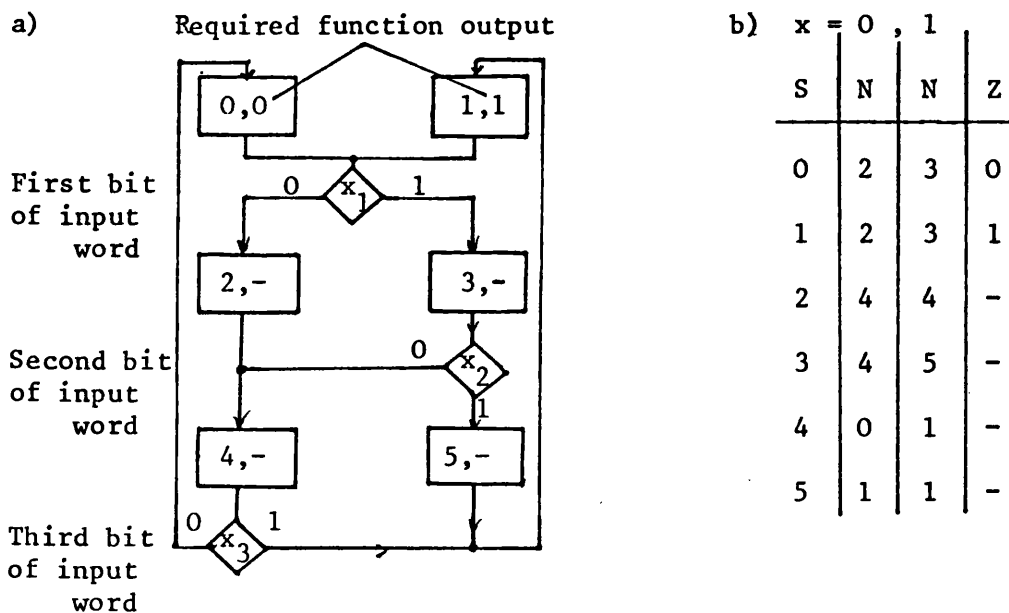 a) Required function output
0,0 1,1
First bit
of input
word
0 x1 1
2,- 3,-
Second bit
of input
word
0 x2
1
4,- 5,-
Third bit
of input
word
0 x3 1
b) x = 0 , 1
S N N Z
0 2 3 0
1 2 3 1
2 4 4 -
3 4 5 -
4 0 1 -
5 1 1 -